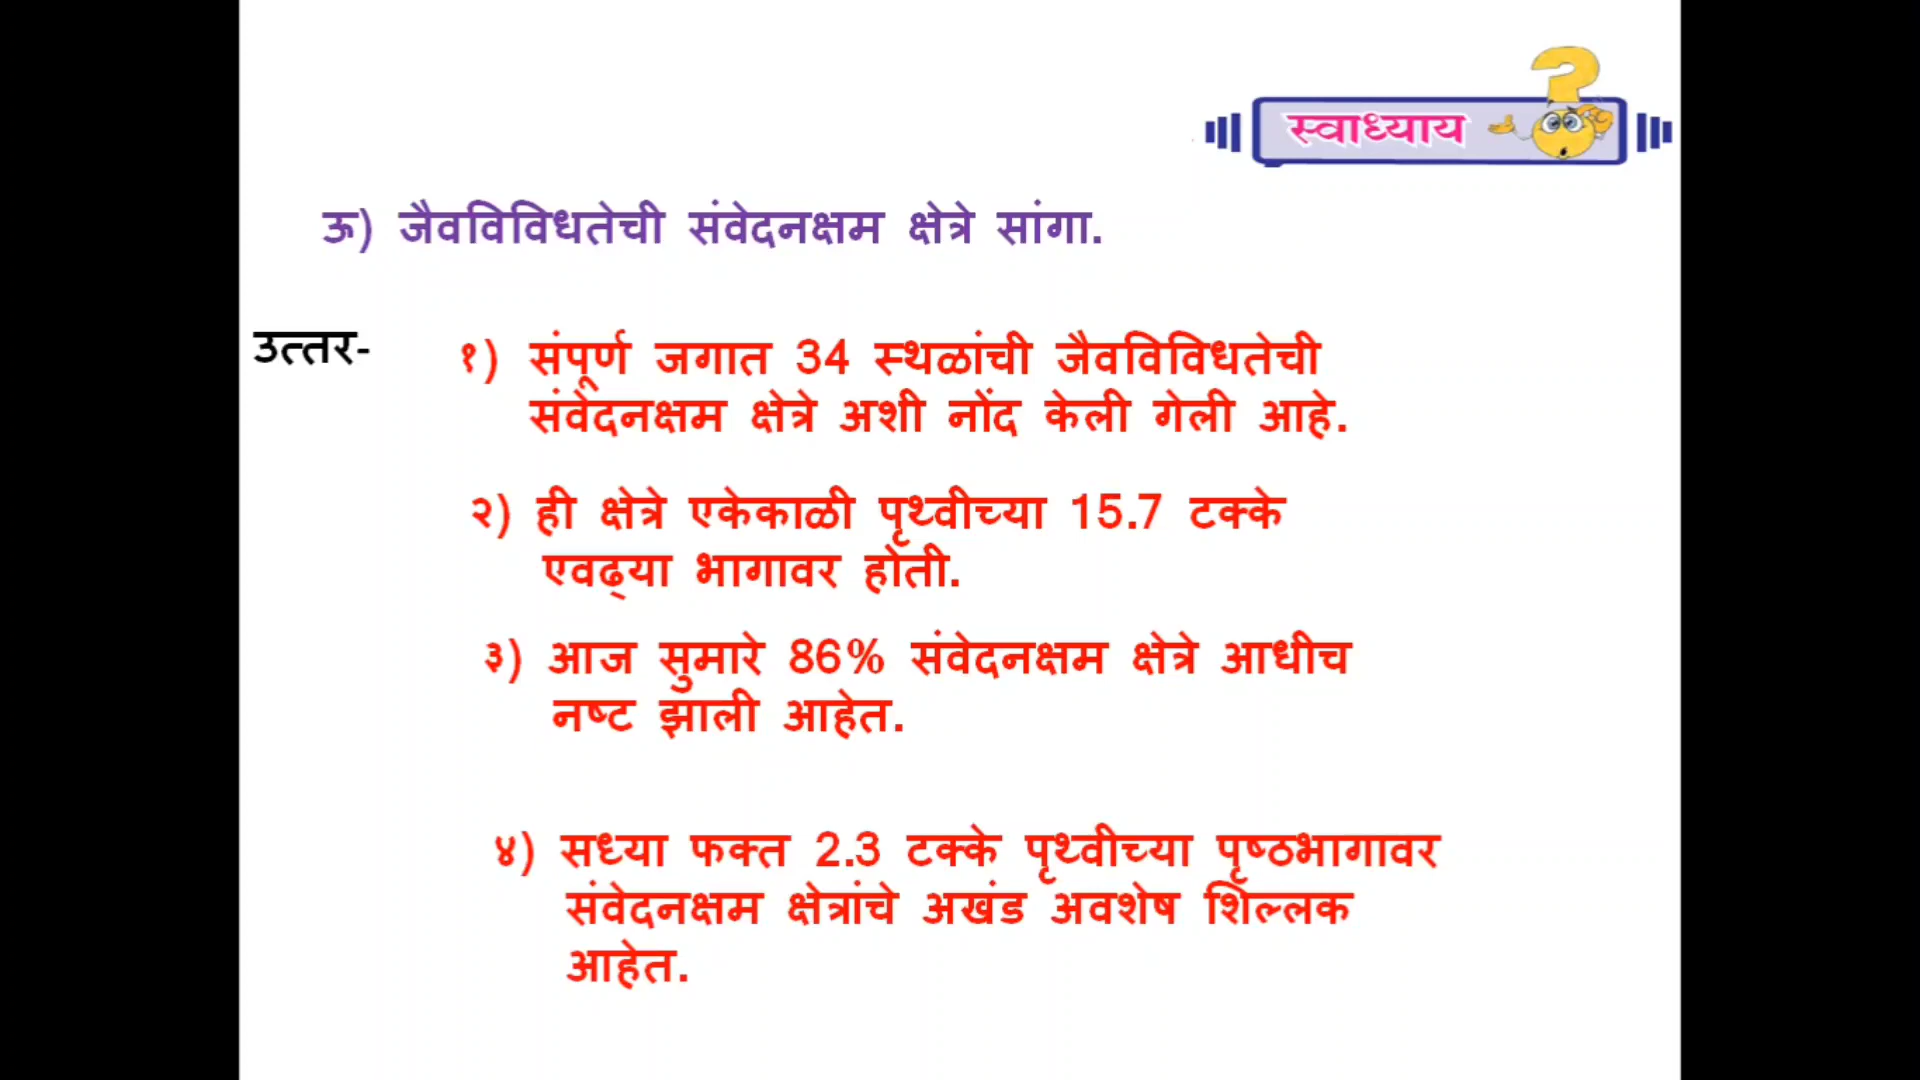 स्वाध्याय
ऊ) जैवविविधतेची संवेदनक्षम क्षेत्रे सांगा.
उत्तर-
१) संपूर्ण जगात 34 स्थळांची जैवविविधतेची
संवेदनक्षम क्षेत्रे अशी नोंद केली गेली आहे.
२) ही क्षेत्रे एकेकाळी पृथ्वीच्या 15.7 टक्के
एवढ्या भागावर होती.
३) आज सुमारे 86% संवेदनक्षम क्षेत्रे आधीच
नष्ट झाली आहेत.
४) सध्या फक्त 2.3 टक्के पृथ्वीच्या पृष्ठभागावर
संवेदनक्षम क्षेत्रांचे अखंड अवशेष शिल्लक
आहेत.